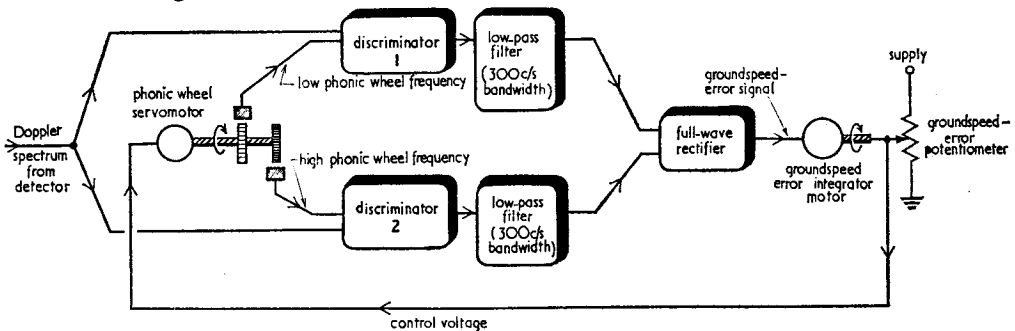 discriminator
1
low-pass
filter
(300c/s
bandwidth)
supply
low phonic wheel frequency
groundspeed-
error signal
phonic wheel
servomotor
Doppler
spectrum
from
detector
full-wave
rectifier
groundspeed-
error
potentiometer
groundspeed
error integrator
motor
high phonic wheel frequency
discriminator
2
low-pass
filter
(300c/s
bandwidth)
control voltage